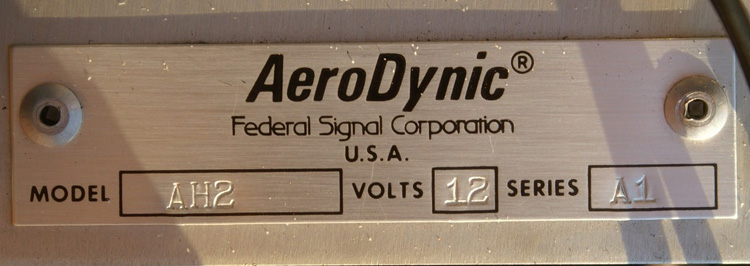 AeroDynic®
Federal Signal Corporation
U.S.A.
MODEL AH2 VOLTS 12 SERIES A1